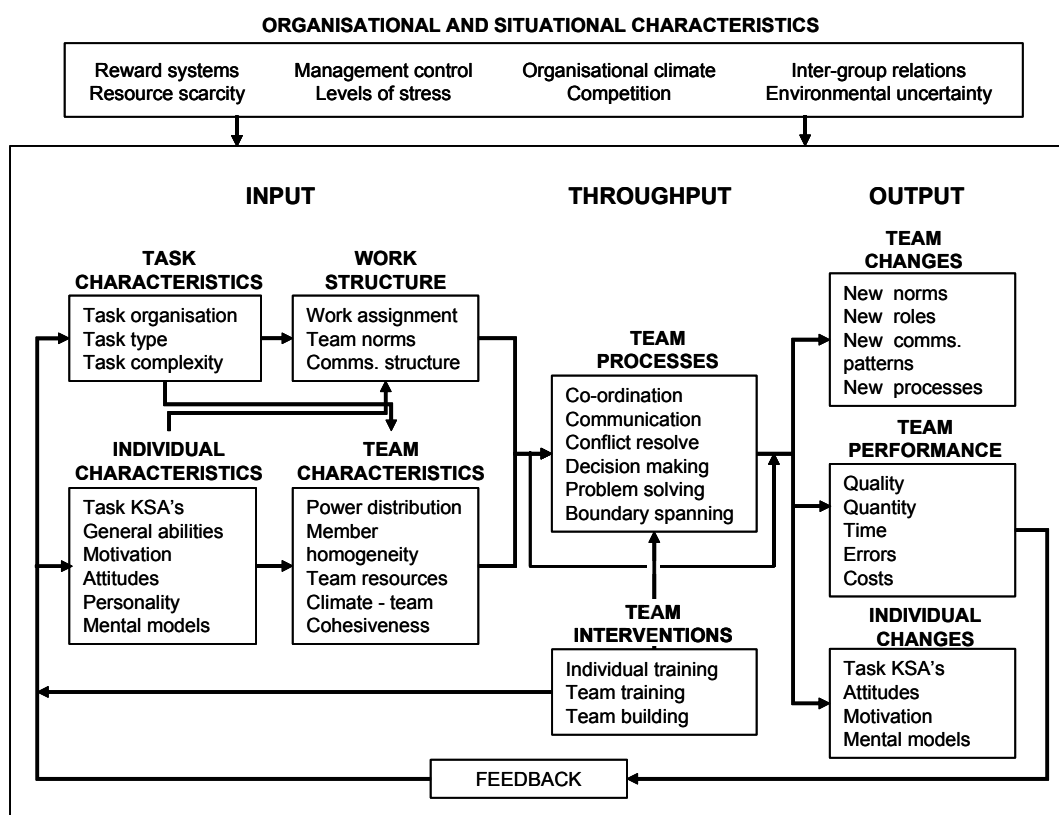 ORGANISATIONAL AND SITUATIONAL CHARACTERISTICS
Reward systems
Resource scarcity
Management control
Levels of stress
Organisational climate
Competition
Inter-group relations
Environmental uncertainty
INPUT
THROUGHPUT
OUTPUT
TASK
CHARACTERISTICS
Task organisation
Task type
Task complexity
WORK
STRUCTURE
Work assignment
Team norms
Comms. structure
INDIVIDUAL
CHARACTERISTICS
Task KSA's
General abilities
Motivation
Attitudes
Personality
Mental models
TEAM
CHARACTERISTICS
Power distribution
Member
homogeneity
Team resources
Climate - team
Cohesiveness
TEAM
PROCESSES
Co-ordination
Communication
Conflict resolve
Decision making
Problem solving
Boundary spanning
TEAM
INTERVENTIONS
Individual training
Team training
Team building
TEAM
CHANGES
New norms
New roles
New comms.
patterns
New processes
TEAM
PERFORMANCE
Quality
Quantity
Time
Errors
Costs
INDIVIDUAL
CHANGES
Task KSA's
Attitudes
Motivation
Mental models
FEEDBACK